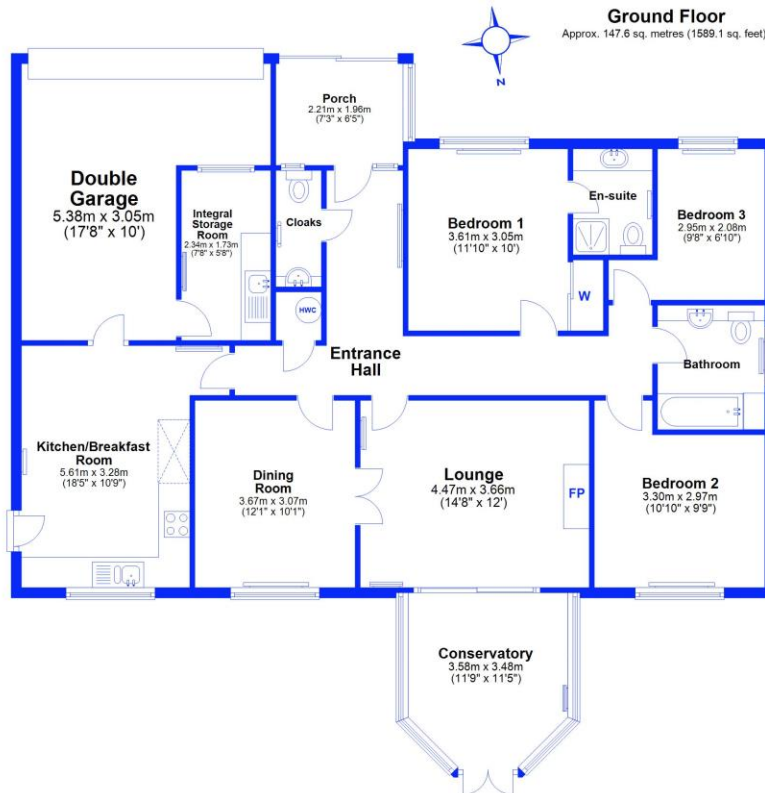 Ground Floor
Approx. 147.6 sq. metres (1589.1 sq. feet)
N
Porch
2.21m x 1.96m
(7'3" x 6'5")
Double
Garage
5.38m x 3.05m
(17'8" x 10')
Integral
Storage
Room
2.34m x 1.73m
(7'8" x 5'8")
Cloaks
HWC
Bedroom 1
3.61m x 3.05m
(11'10" x 10')
En-suite
W
Bedroom 3
2.95m x 2.08m
(9'8" x 6'10")
Entrance
Hall
Bathroom
Kitchen/Breakfast
Room
5.61m x 3.28m
(18'5" x 10'9")
Dining
Room
3.67m x 3.07m
(12'1" x 10'1")
Lounge
4.47m x 3.66m
(14'8" x 12')
FP
Bedroom 2
3.30m x 2.97m
(10'10" x 9'9")
Conservatory
3.58m x 3.48m
(11'9" x 11'5")